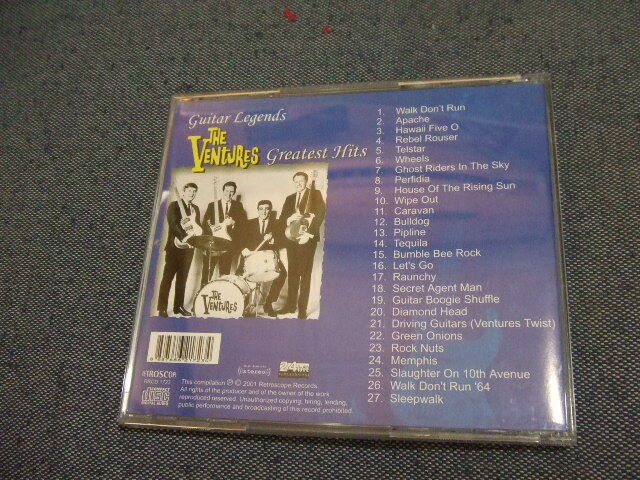 Guitar Legends
THE
VENTURES
Greatest Hits
THE
VENTURES
1. Walk Don't Run
2. Apache
3. Hawaii Five O
4. Rebel Rouser
5. Telstar
6. Wheels
7. Ghost Riders In The Sky
8. Perfidia
9. House Of The Rising Sun
10. Wipe Out
11. Caravan
12. Bulldog
13. Pipline
14. Tequila
15. Bumble Bee Rock
16. Let's Go
17. Raunchy
18. Secret Agent Man
19. Guitar Boogie Shuffle
20. Diamond Head
21. Driving Guitars (Ventures Twist)
22. Green Onions
23. Rock Nuts
24. Memphis
25. Slaughter On 10th Avenue
26. Walk Don't Run '64
27. Sleepwalk
stereo
This compilation ℗ © 2001 Retroscope Records.
All rights of the producer and of the owner of the work
reproduced reserved. Unauthorized copying, hiring, lending,
public performance and broadcasting of this record prohibited.
COMPACT
disc
DIGITAL AUDIO